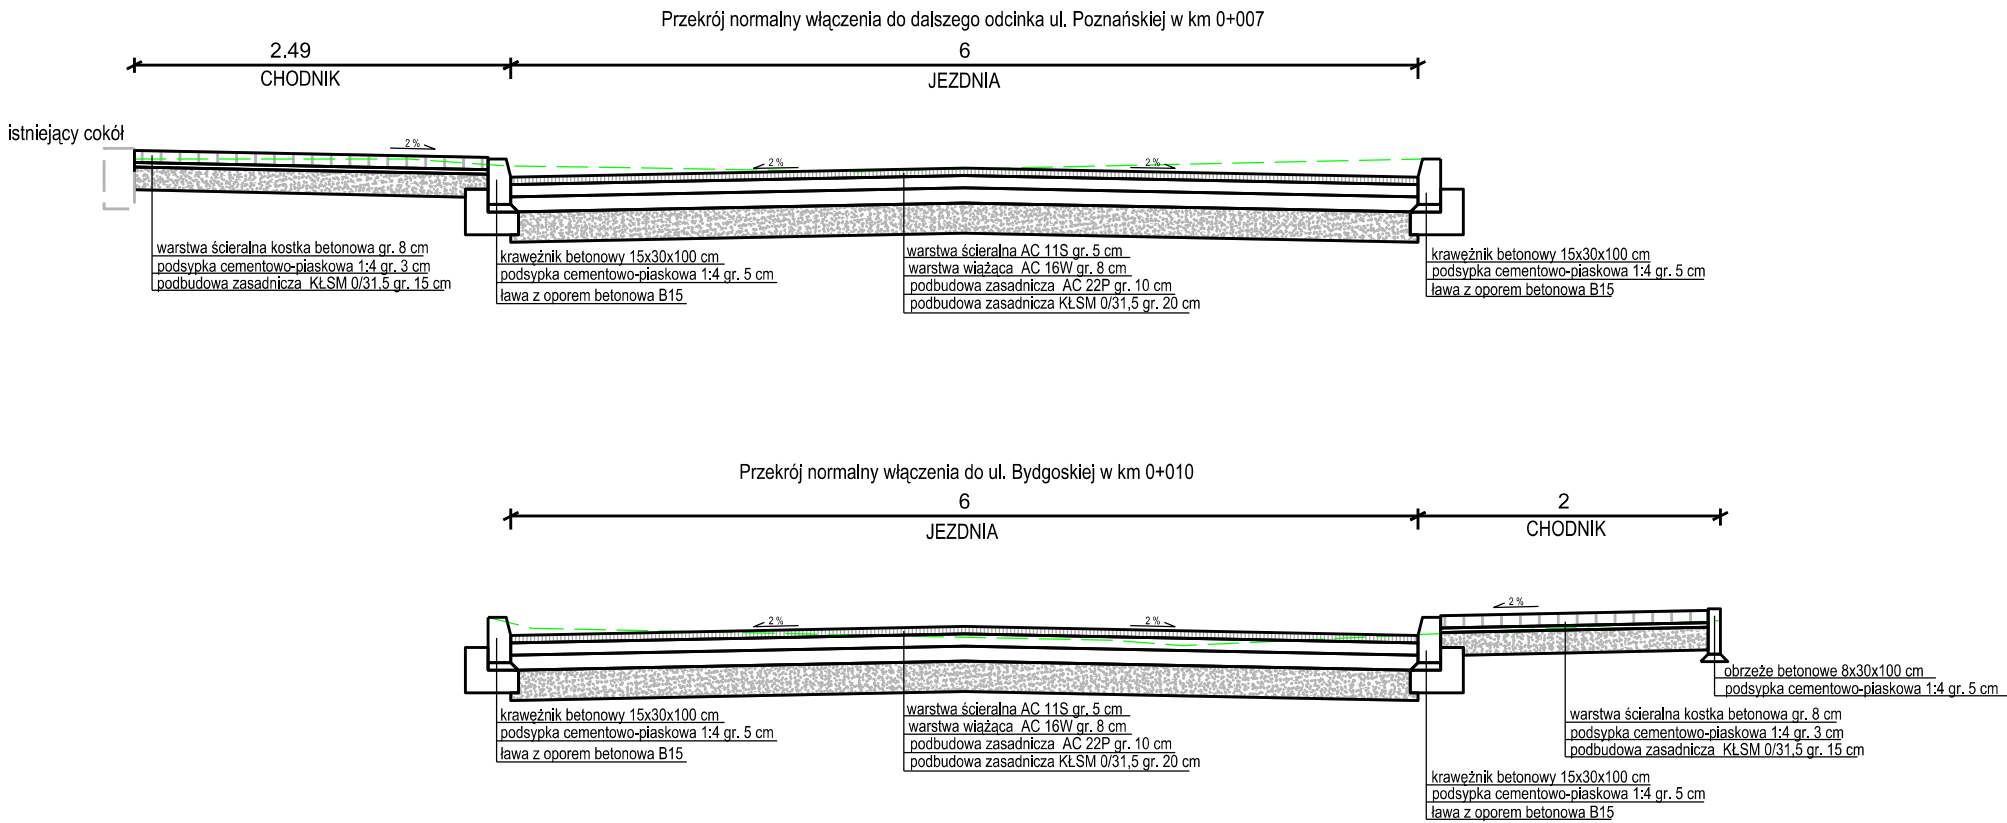 Przekrój normalny włączenia do dalszego odcinka ul. Poznańskiej w km 0+007
2.49
6
CHODNIK
JEZDNIA
istniejący cokół
2 %
2 %
2 %
warstwa ścieralna kostka betonowa gr. 8 cm
podsypka cementowo-piaskowa 1:4 gr. 3 cm
podbudowa zasadnicza KŁSM 0/31,5 gr. 15 cm
krawężnik betonowy 15x30x100 cm
podsypka cementowo-piaskowa 1:4 gr. 5 cm
ława z oporem betonowa B15
warstwa ścieralna AC 11S gr. 5 cm
warstwa wiążąca AC 16W gr. 8 cm
podbudowa zasadnicza AC 22P gr. 10 cm
podbudowa zasadnicza KŁSM 0/31,5 gr. 20 cm
krawężnik betonowy 15x30x100 cm
podsypka cementowo-piaskowa 1:4 gr. 5 cm
ława z oporem betonowa B15
Przekrój normalny włączenia do ul. Bydgoskiej w km 0+010
6
2
JEZDNIA
CHODNIK
2 %
2 %
2 %
krawężnik betonowy 15x30x100 cm
podsypka cementowo-piaskowa 1:4 gr. 5 cm
ława z oporem betonowa B15
warstwa ścieralna AC 11S gr. 5 cm
warstwa wiążąca AC 16W gr. 8 cm
podbudowa zasadnicza AC 22P gr. 10 cm
podbudowa zasadnicza KŁSM 0/31,5 gr. 20 cm
obrzeże betonowe 8x30x100 cm
podsypka cementowo-piaskowa 1:4 gr. 5 cm
warstwa ścieralna kostka betonowa gr. 8 cm
podsypka cementowo-piaskowa 1:4 gr. 3 cm
podbudowa zasadnicza KŁSM 0/31,5 gr. 15 cm
krawężnik betonowy 15x30x100 cm
podsypka cementowo-piaskowa 1:4 gr. 5 cm
ława z oporem betonowa B15